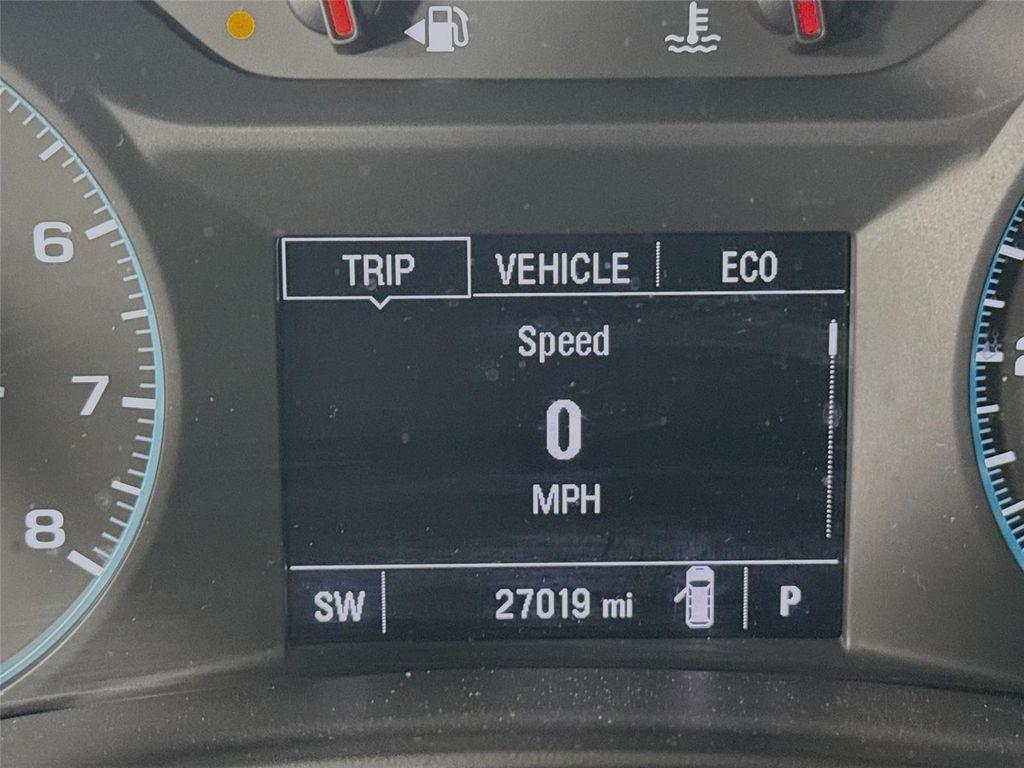 6
7
8
TRIP VEHICLE ECO
Speed
0
MPH
SW 27019 mi P